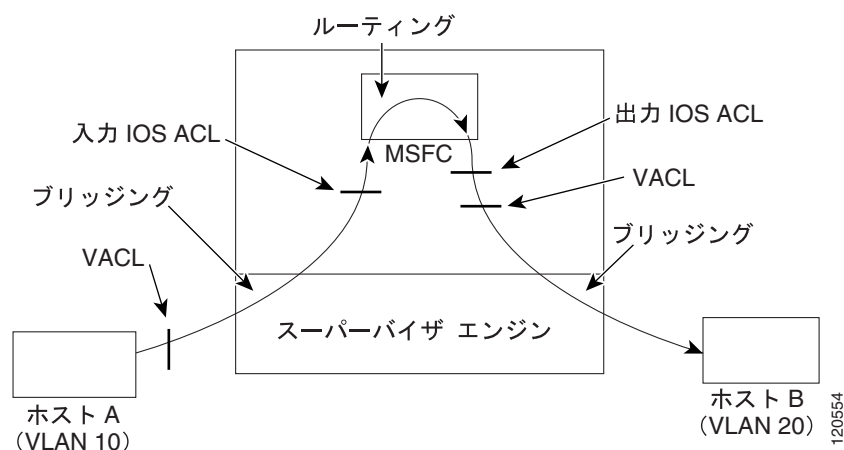 ルーティング
入力 IOS ACL
出力 IOS ACL
MSFC
VACL
ブリッジング
ブリッジング
VACL
スーパーバイザ エンジン
ホスト A
(VLAN 10)
ホスト B
(VLAN 20)
120554